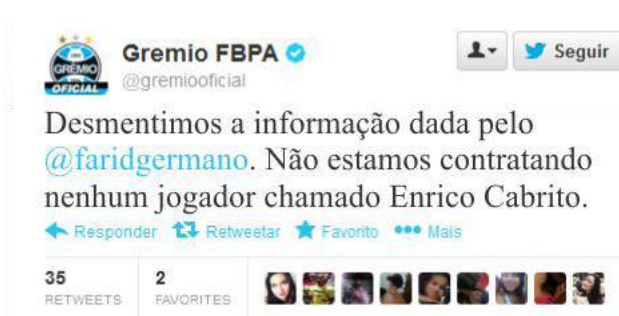 Gremio FBPA
Seguir
GRÊMIO
OFICIAL
@gremiooficial
Desmentimos a informação dada pelo
@faridgermano. Não estamos contratando
nenhum jogador chamado Enrico Cabrito.
Responder Retweetar Favorito Mais
35 2
RETWEETS FAVORITES